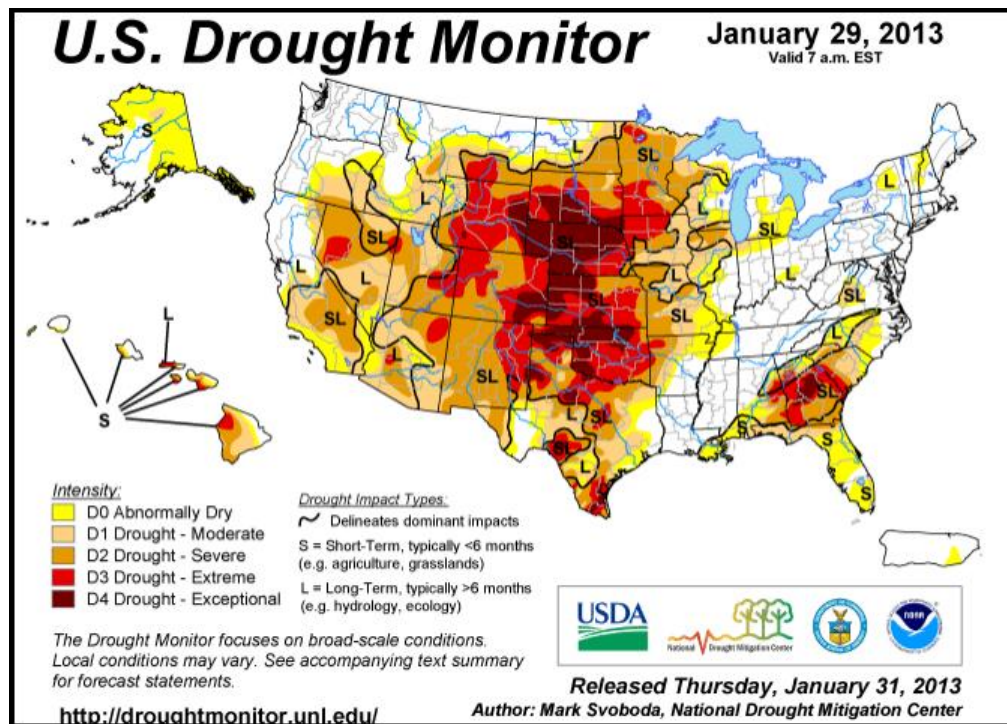 U.S. Drought Monitor
January 29, 2013
Valid 7 a.m. EST
S
L
SL
SL
L
L
SL
L
SL
L
L
SL
L
L
SL
SL
L
SL
L
SL
L
SL
L
L
SL
L
L
L
SL
S
S
S
L
S
Intensity:
D0 Abnormally Dry
D1 Drought - Moderate
D2 Drought - Severe
D3 Drought - Extreme
D4 Drought - Exceptional
Drought Impact Types:
Delineates dominant impacts
S = Short-Term, typically <6 months
(e.g. agriculture, grasslands)
L = Long-Term, typically >6 months
(e.g. hydrology, ecology)
USDA
National Drought Mitigation Center
NOAA
The Drought Monitor focuses on broad-scale conditions.
Local conditions may vary. See accompanying text summary
for forecast statements.
http://droughtmonitor.unl.edu/
Released Thursday, January 31, 2013
Author: Mark Svoboda, National Drought Mitigation Center